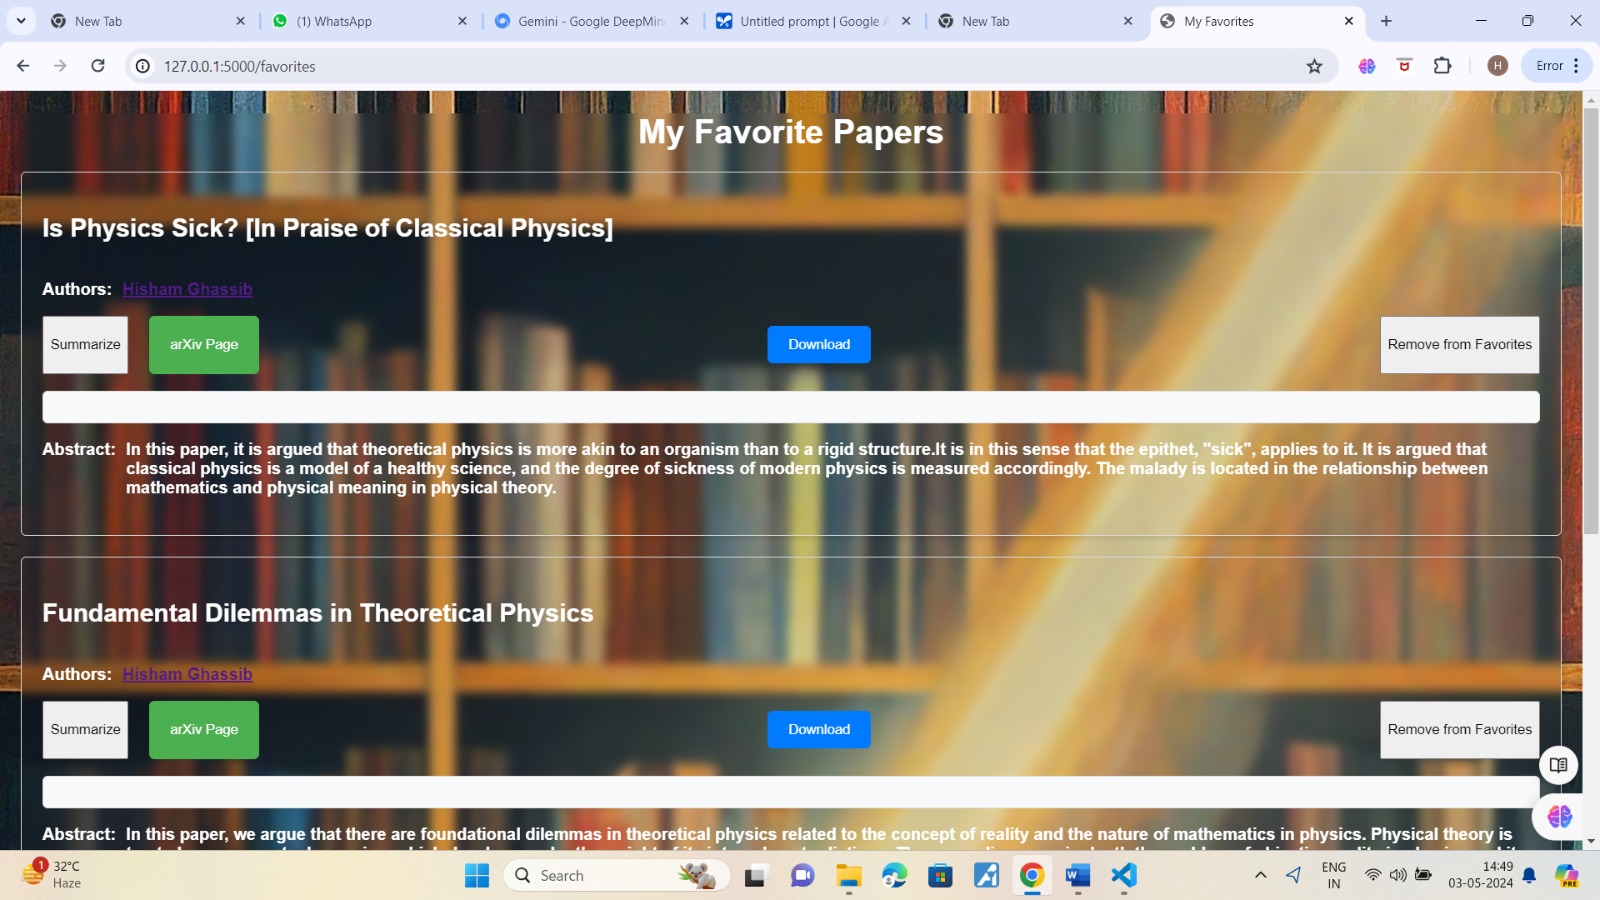 New Tab
(1) WhatsApp
Gemini - Google DeepMin
Untitled prompt | Google A
New Tab
My Favorites
127.0.0.1:5000/favorites
H
Error
My Favorite Papers
Is Physics Sick? [In Praise of Classical Physics]
Authors: Hisham Ghassib
Summarize
arXiv Page
Download
Remove from Favorites
Abstract: In this paper, it is argued that theoretical physics is more akin to an organism than to a rigid structure.It is in this sense that the epithet, "sick", applies to it. It is argued that
classical physics is a model of a healthy science, and the degree of sickness of modern physics is measured accordingly. The malady is located in the relationship between
mathematics and physical meaning in physical theory.
Fundamental Dilemmas in Theoretical Physics
Authors: Hisham Ghassib
Summarize
arXiv Page
Download
Remove from Favorites
Abstract: In this paper, we argue that there are foundational dilemmas in theoretical physics related to the concept of reality and the nature of mathematics in physics. Physical theory is
1
32°C
Haze
Search
ENG
IN
14:49
03-05-2024
PRE